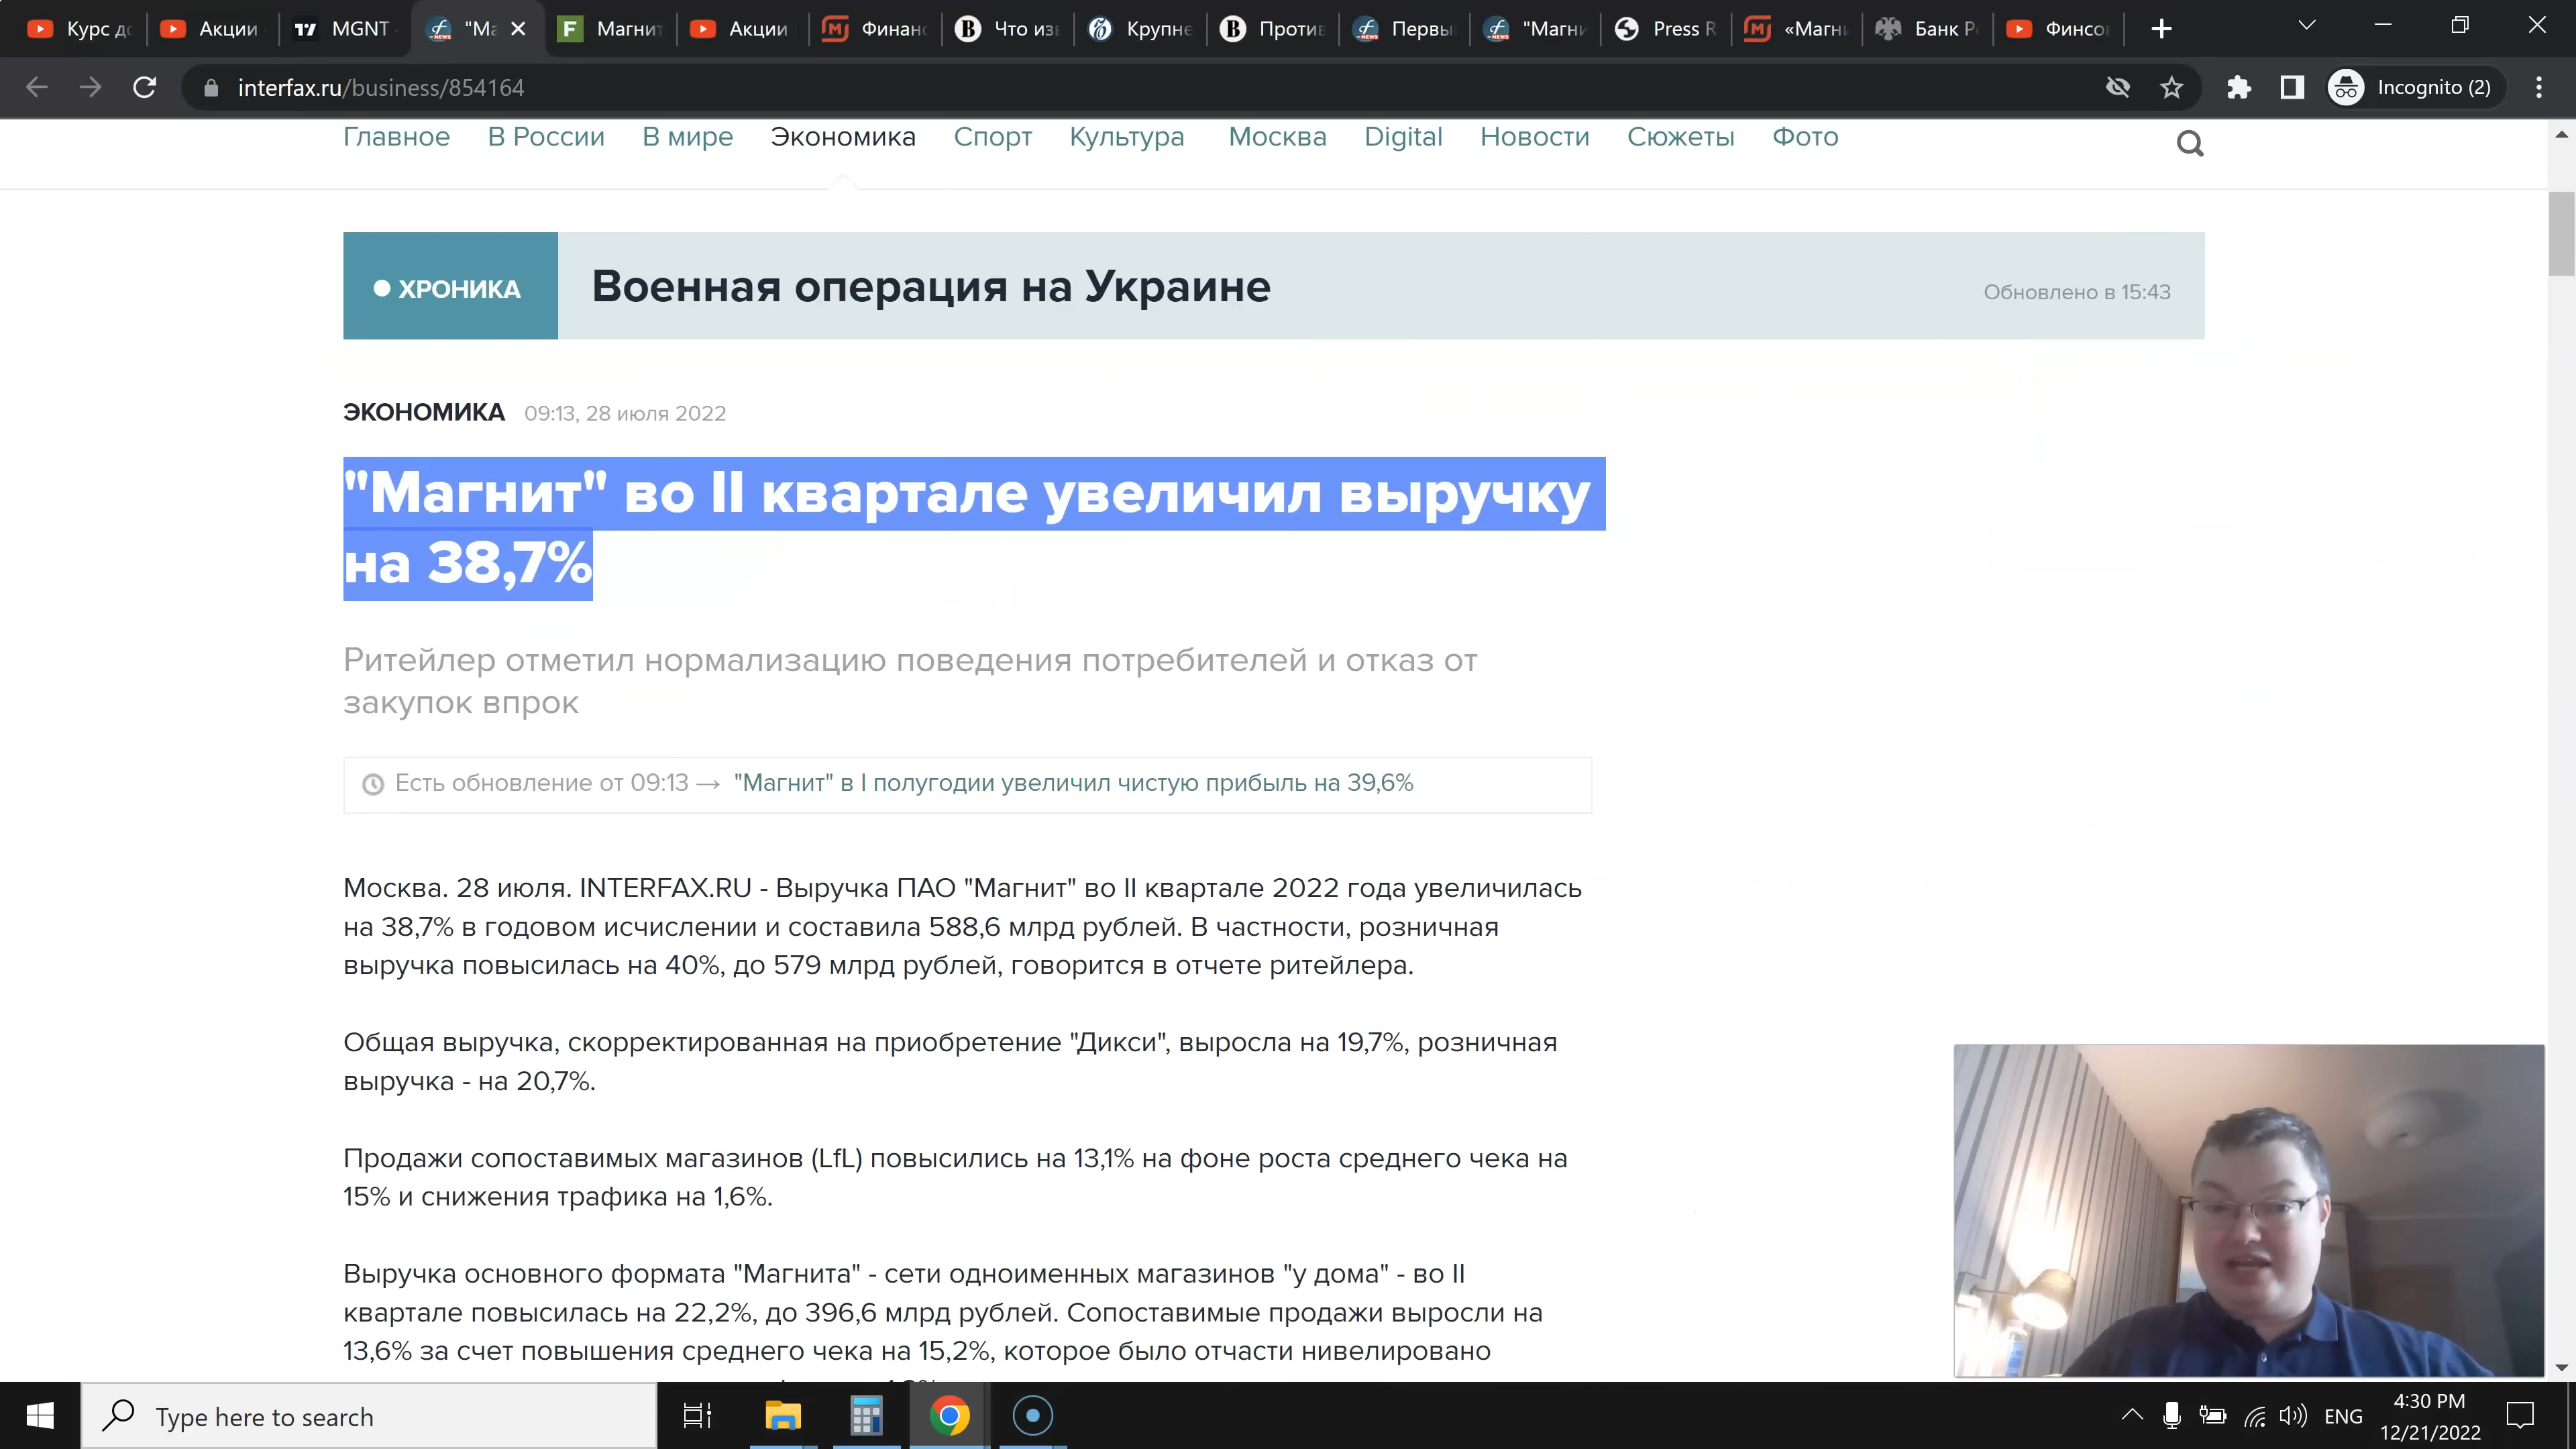 Курс до
Акции
MGNT
"Ма
Магнит
Акции
Финанс
Что изв
Крупне
Против
Первы
"Магни
Press R
«Магни
Банк Р
Финсо
interfax.ru/business/854164
Incognito (2)
Главное В России В мире Экономика Спорт Культура Москва Digital Новости Сюжеты Фото
ХРОНИКА Военная операция на Украине Обновлено в 15:43
ЭКОНОМИКА 09:13, 28 июля 2022
"Магнит" во II квартале увеличил выручку
на 38,7%
Ритейлер отметил нормализацию поведения потребителей и отказ от
закупок впрок
Есть обновление от 09:13 → "Магнит" в I полугодии увеличил чистую прибыль на 39,6%
Москва. 28 июля. INTERFAX.RU - Выручка ПАО "Магнит" во II квартале 2022 года увеличилась
на 38,7% в годовом исчислении и составила 588,6 млрд рублей. В частности, розничная
выручка повысилась на 40%, до 579 млрд рублей, говорится в отчете ритейлера.
Общая выручка, скорректированная на приобретение "Дикси", выросла на 19,7%, розничная
выручка - на 20,7%.
Продажи сопоставимых магазинов (LfL) повысились на 13,1% на фоне роста среднего чека на
15% и снижения трафика на 1,6%.
Выручка основного формата "Магнита" - сети одноименных магазинов "у дома" - во II
квартале повысилась на 22,2%, до 396,6 млрд рублей. Сопоставимые продажи выросли на
13,6% за счет повышения среднего чека на 15,2%, которое было отчасти нивелировано
Type here to search
ENG
4:30 PM
12/21/2022